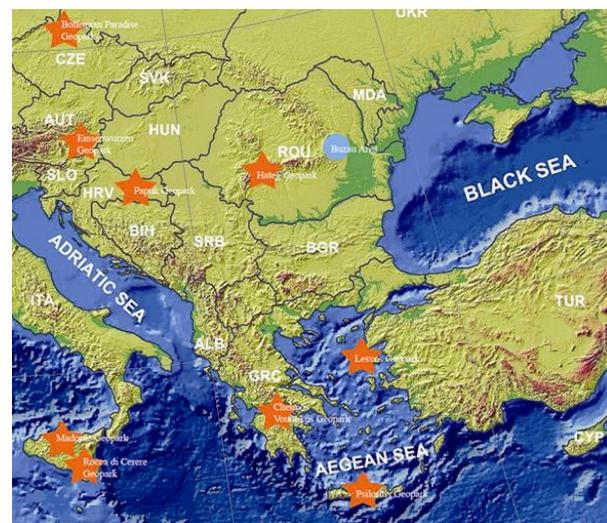 UKR
Bohemian Paradise
Geopark
CZE
SVK
MDA
AUT
Eisenwurzen
Geopark
HUN
ROU
Buzau Area
Hateg Geopark
SLO
HRV
Papuk Geopark
BLACK SEA
BIH
SRB
BGR
ADRIATIC SEA
ITA
TUR
ALB
Lesvos Geopark
GRC
Chelmos
Vouraikos Geopark
Madonie Geopark
AEGEAN SEA
CYP
Rocca di Cerere
Geopark
Psiloritis Geopark